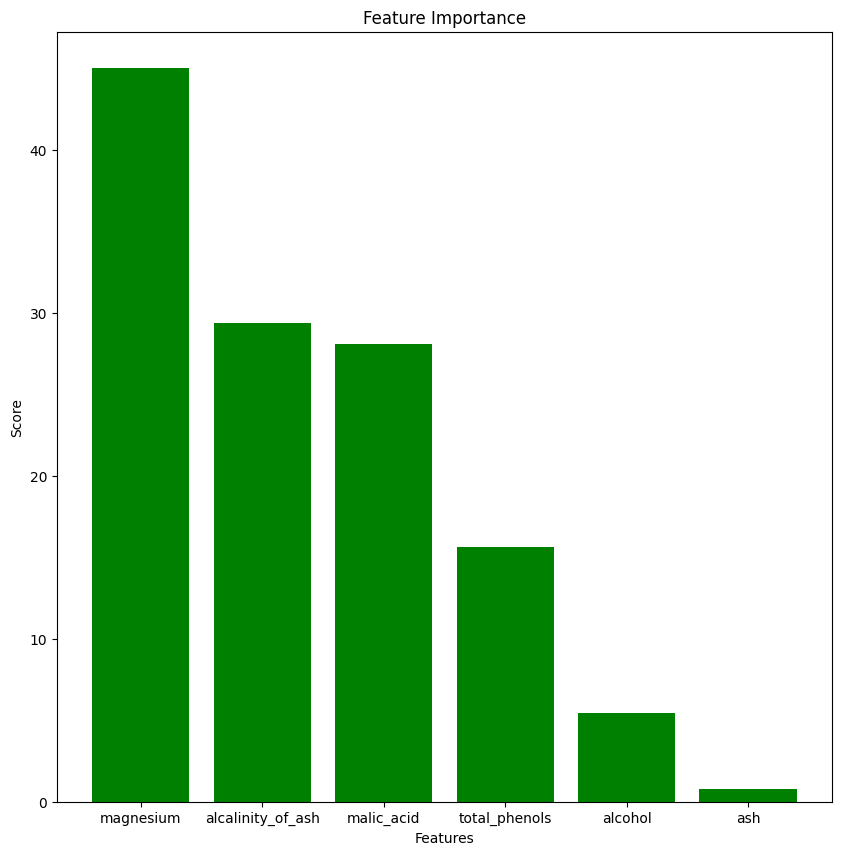 Feature Importance
Score
40
30
20
10
0
magnesium alcalinity_of_ash malic_acid total_phenols alcohol ash
Features